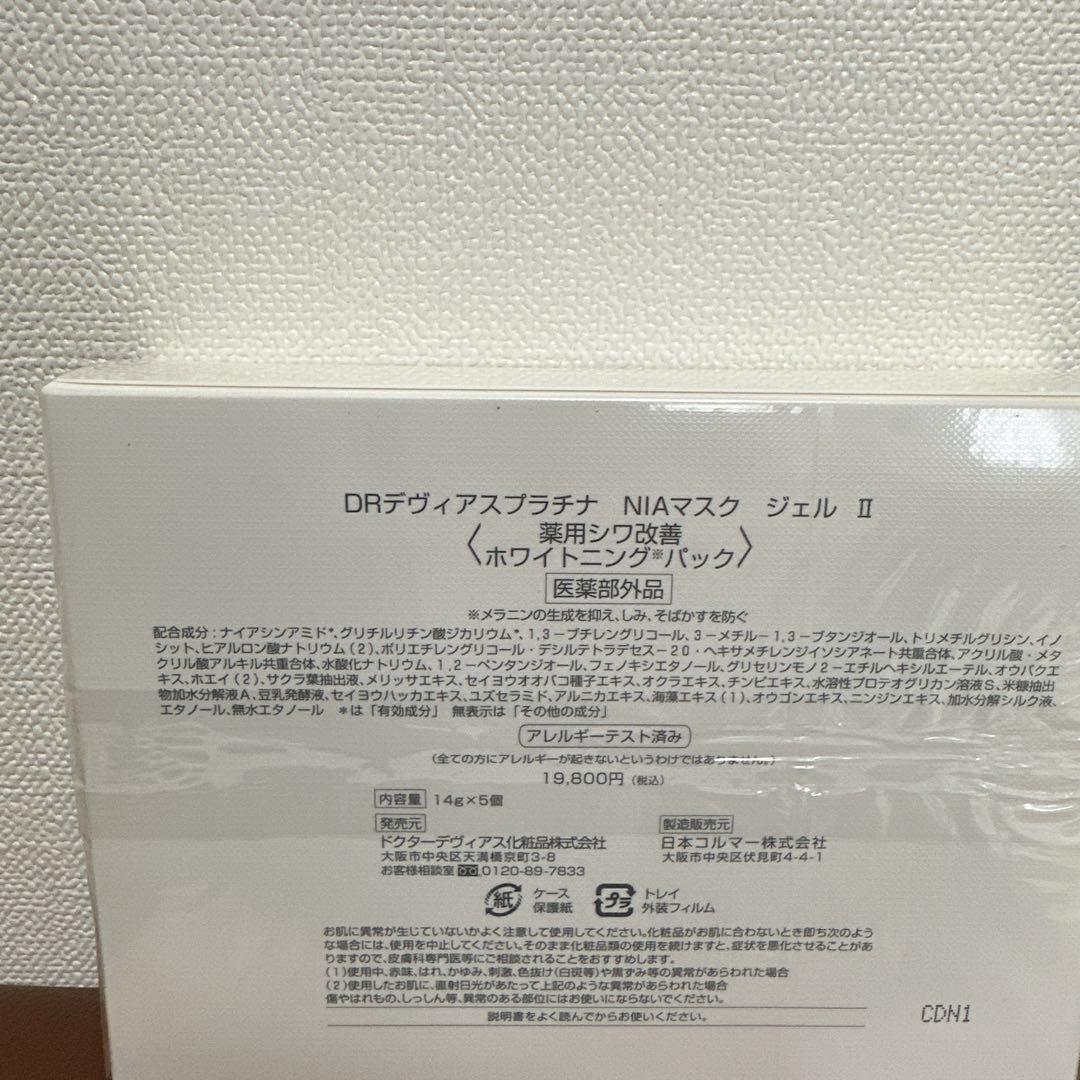 DRデヴィアスプラチナ NIAマスク ジェル Ⅱ
〈薬用シワ改善
ホワイトニング※パック〉
医薬部外品
※メラニンの生成を抑え、しみ、そばかすを防ぐ
配合成分：ナイアシンアミド*、グリチルリチン酸ジカリウム*、1,3－ブチレングリコール、3－メチル－1,3－ブタンジオール、トリメチルグリシン、イノ
シット、ヒアルロン酸ナトリウム（2）、ポリエチレングリコール・デシルテトラデセス－20・ヘキサメチレンジイソシアネート共重合体、アクリル酸・メタ
クリル酸アルキル共重合体、水酸化ナトリウム、1,2－ペンタンジオール、フェノキシエタノール、グリセリンモノ2－エチルヘキシルエーテル、オウバクエ
キス、ホエイ（2）、サクラ葉抽出液、メリッサエキス、セイヨウオオバコ種子エキス、オクラエキス、チンピエキス、水溶性プロテオグリカン溶液S、米糠抽出
物加水分解液A、豆乳発酵液、セイヨウハッカエキス、ユズセラミド、アルニカエキス、海藻エキス（1）、オウゴンエキス、ニンジンエキス、加水分解シルク液、
エタノール、無水エタノール ＊は「有効成分」 無表示は「その他の成分」
アレルギーテスト済み
（全ての方にアレルギーが起きないというわけではありません。）
19,800円（税込）
内容量 14g×5個
発売元
ドクターデヴィアス化粧品株式会社
大阪市中央区天満橋京町3-8
お客様相談室 0120-89-7833
製造販売元
日本コルマー株式会社
大阪市中央区伏見町4-4-1
紙 ケース
保護紙
プラ トレイ
外装フィルム
お肌に異常が生じていないかよく注意して使用してください。化粧品がお肌に合わないとき即ち次のよう
な場合には、使用を中止してください。そのまま化粧品類の使用を続けますと、症状を悪化させることがあ
りますので、皮膚科専門医等にご相談されることをおすすめします。
（1）使用中、赤味、はれ、かゆみ、刺激、色抜け（白斑等）や黒ずみ等の異常があらわれた場合
（2）使用したお肌に、直射日光があたって上記のような異常があらわれた場合
傷やはれもの、しっしん等、異常のある部位にはお使いにならないでください。
説明書をよく読んでからお使いください。
CDN1